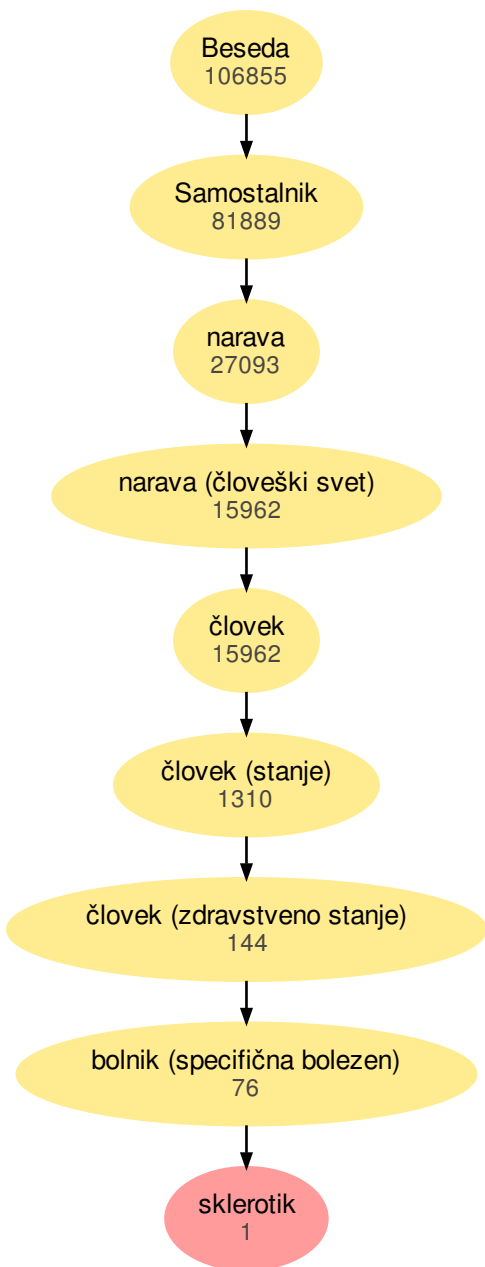 Beseda
106855
Samostalnik
81889
narava
27093
narava (človeški svet)
15962
človek
15962
človek (stanje)
1310
človek (zdravstveno stanje)
144
bolnik (specifična bolezen)
76
sklerotik
1